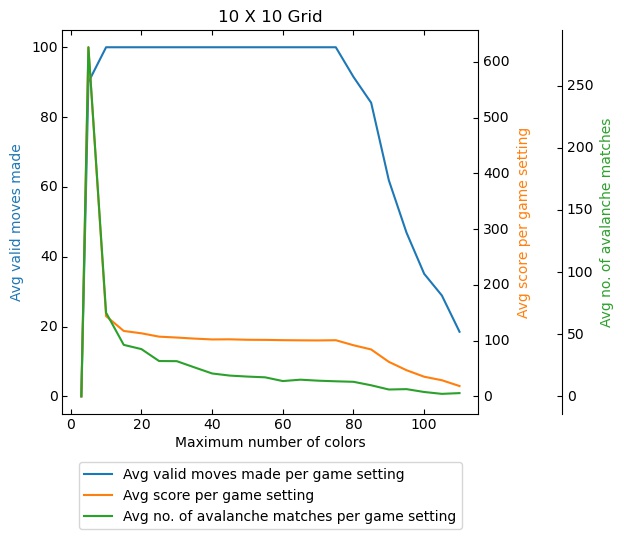 10 X 10 Grid
100
80
60
40
20
0
Avg valid moves made
600
500
400
300
200
100
0
Avg score per game setting
250
200
150
100
50
0
Avg no. of avalanche matches
0 20 40 60 80 100
Maximum number of colors
Avg valid moves made per game setting
Avg score per game setting
Avg no. of avalanche matches per game setting